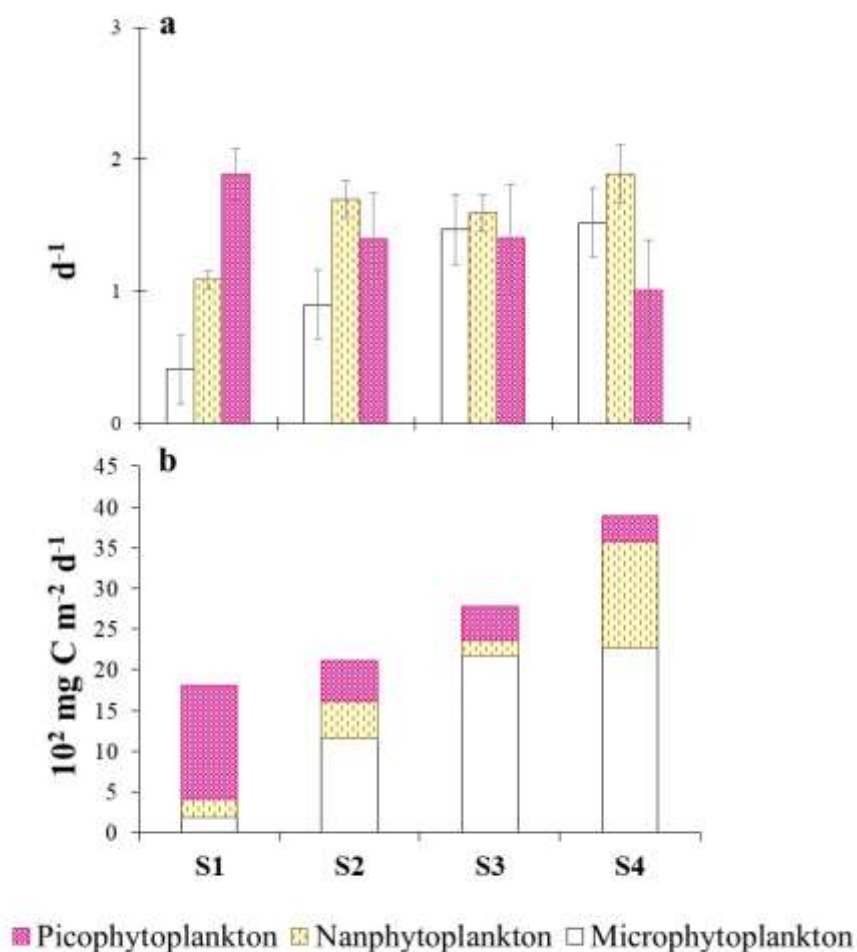 a
3
2
1
0
d⁻¹
b
45
40
35
30
25
20
15
10
5
0
10² mg C m⁻² d⁻¹
S1 S2 S3 S4
Picophytoplankton Nanphytoplankton Microphytoplankton